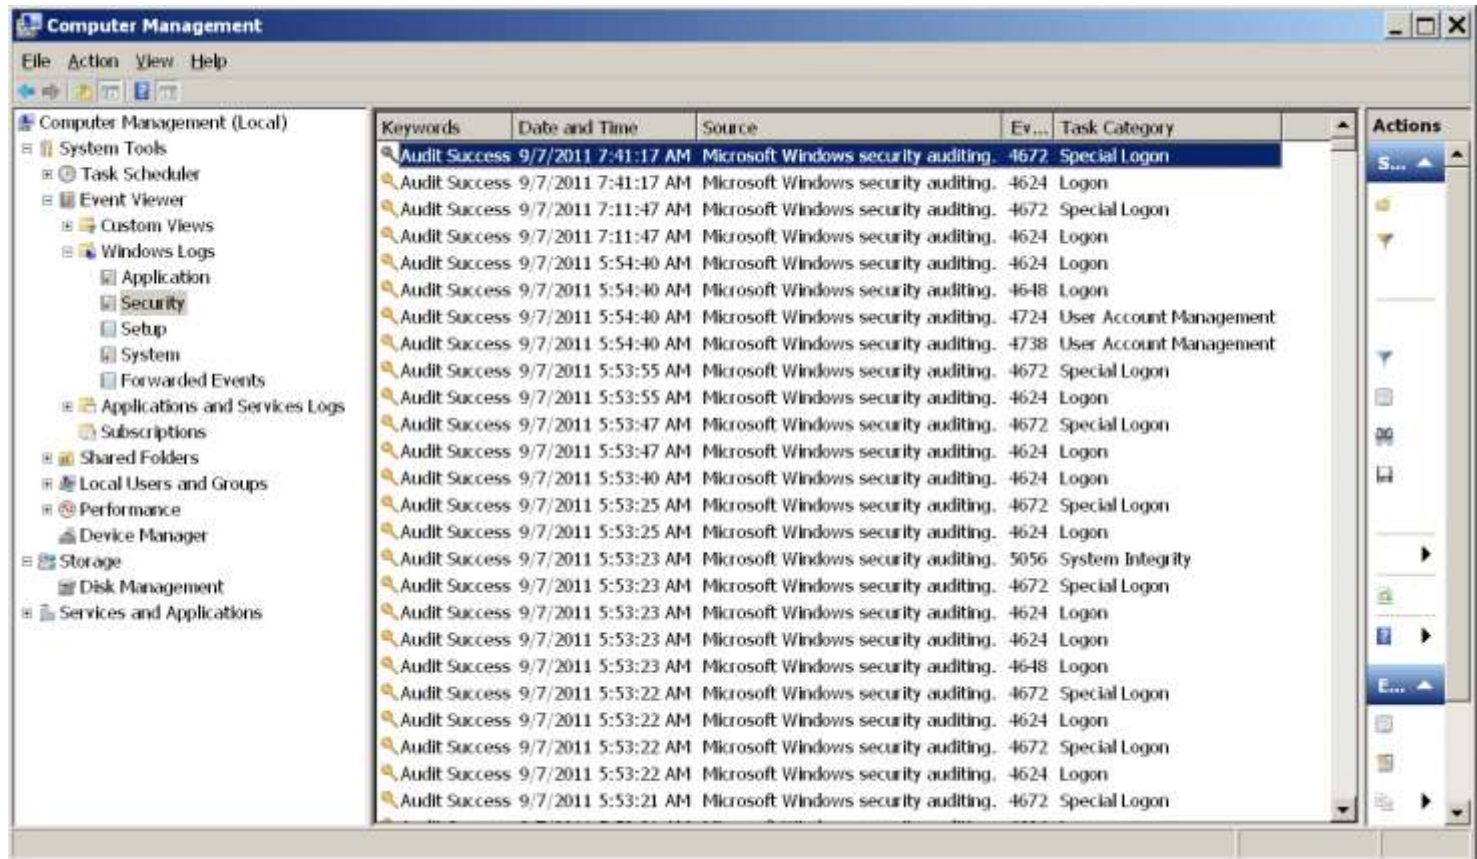 Computer Management
File Action View Help
Computer Management (Local)
System Tools
Task Scheduler
Event Viewer
Custom Views
Windows Logs
Application
Security
Setup
System
Forwarded Events
Applications and Services Logs
Subscriptions
Shared Folders
Local Users and Groups
Performance
Device Manager
Storage
Disk Management
Services and Applications
Keywords Date and Time Source Ev... Task Category
Audit Success 9/7/2011 7:41:17 AM Microsoft Windows security auditing. 4672 Special Logon
Audit Success 9/7/2011 7:41:17 AM Microsoft Windows security auditing. 4624 Logon
Audit Success 9/7/2011 7:11:47 AM Microsoft Windows security auditing. 4672 Special Logon
Audit Success 9/7/2011 7:11:47 AM Microsoft Windows security auditing. 4624 Logon
Audit Success 9/7/2011 5:54:40 AM Microsoft Windows security auditing. 4624 Logon
Audit Success 9/7/2011 5:54:40 AM Microsoft Windows security auditing. 4648 Logon
Audit Success 9/7/2011 5:54:40 AM Microsoft Windows security auditing. 4724 User Account Management
Audit Success 9/7/2011 5:54:40 AM Microsoft Windows security auditing. 4738 User Account Management
Audit Success 9/7/2011 5:53:55 AM Microsoft Windows security auditing. 4672 Special Logon
Audit Success 9/7/2011 5:53:55 AM Microsoft Windows security auditing. 4624 Logon
Audit Success 9/7/2011 5:53:47 AM Microsoft Windows security auditing. 4672 Special Logon
Audit Success 9/7/2011 5:53:47 AM Microsoft Windows security auditing. 4624 Logon
Audit Success 9/7/2011 5:53:40 AM Microsoft Windows security auditing. 4624 Logon
Audit Success 9/7/2011 5:53:25 AM Microsoft Windows security auditing. 4672 Special Logon
Audit Success 9/7/2011 5:53:25 AM Microsoft Windows security auditing. 4624 Logon
Audit Success 9/7/2011 5:53:23 AM Microsoft Windows security auditing. 5056 System Integrity
Audit Success 9/7/2011 5:53:23 AM Microsoft Windows security auditing. 4672 Special Logon
Audit Success 9/7/2011 5:53:23 AM Microsoft Windows security auditing. 4624 Logon
Audit Success 9/7/2011 5:53:23 AM Microsoft Windows security auditing. 4624 Logon
Audit Success 9/7/2011 5:53:23 AM Microsoft Windows security auditing. 4648 Logon
Audit Success 9/7/2011 5:53:22 AM Microsoft Windows security auditing. 4672 Special Logon
Audit Success 9/7/2011 5:53:22 AM Microsoft Windows security auditing. 4624 Logon
Audit Success 9/7/2011 5:53:22 AM Microsoft Windows security auditing. 4672 Special Logon
Audit Success 9/7/2011 5:53:22 AM Microsoft Windows security auditing. 4624 Logon
Audit Success 9/7/2011 5:53:21 AM Microsoft Windows security auditing. 4672 Special Logon
Actions
S...
E...